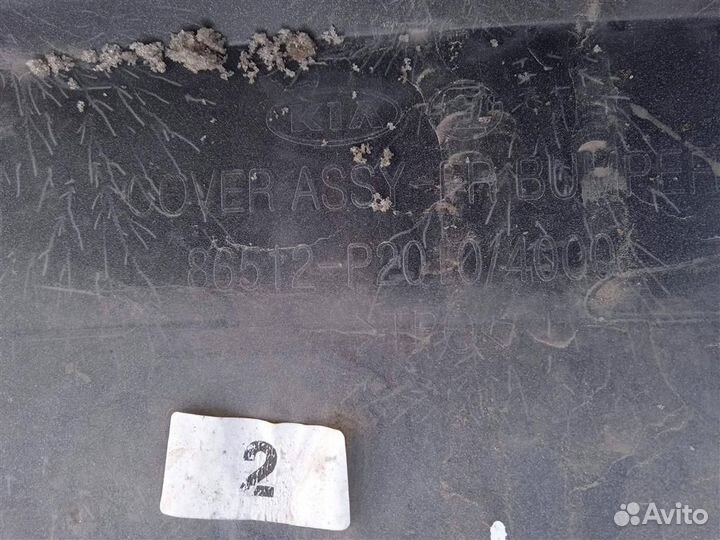 KIA
COVER ASSY-FR BUMPER
86512-P2010/4000
2
Avito